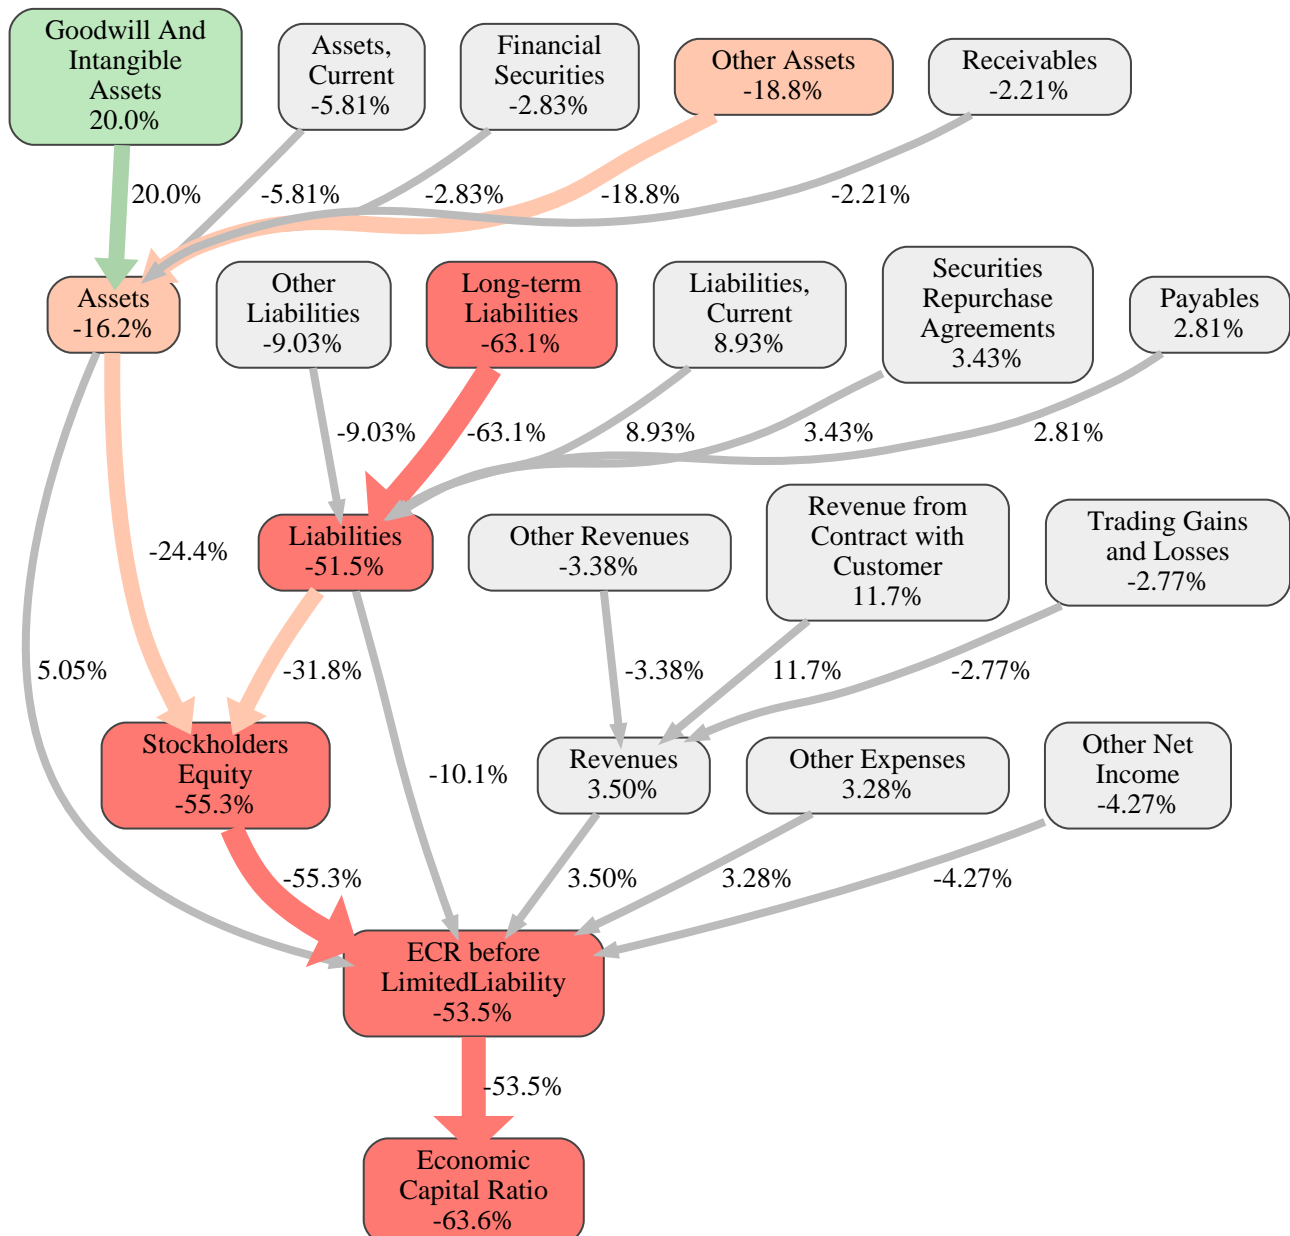 Goodwill And
Intangible
Assets
20.0%
Assets,
Current
-5.81%
Financial
Securities
-2.83%
Other Assets
-18.8%
Receivables
-2.21%
20.0%
-5.81%
-2.83%
-18.8%
-2.21%
Assets
-16.2%
Other
Liabilities
-9.03%
Long-term
Liabilities
-63.1%
Liabilities,
Current
8.93%
Securities
Repurchase
Agreements
3.43%
Payables
2.81%
-9.03%
-63.1%
8.93%
3.43%
2.81%
Liabilities
-51.5%
Other Revenues
-3.38%
Revenue from
Contract with
Customer
11.7%
Trading Gains
and Losses
-2.77%
-24.4%
5.05%
-31.8%
-3.38%
11.7%
-2.77%
Stockholders
Equity
-55.3%
-10.1%
Revenues
3.50%
Other Expenses
3.28%
Other Net
Income
-4.27%
-55.3%
3.50%
3.28%
-4.27%
ECR before
LimitedLiability
-53.5%
-53.5%
Economic
Capital Ratio
-63.6%